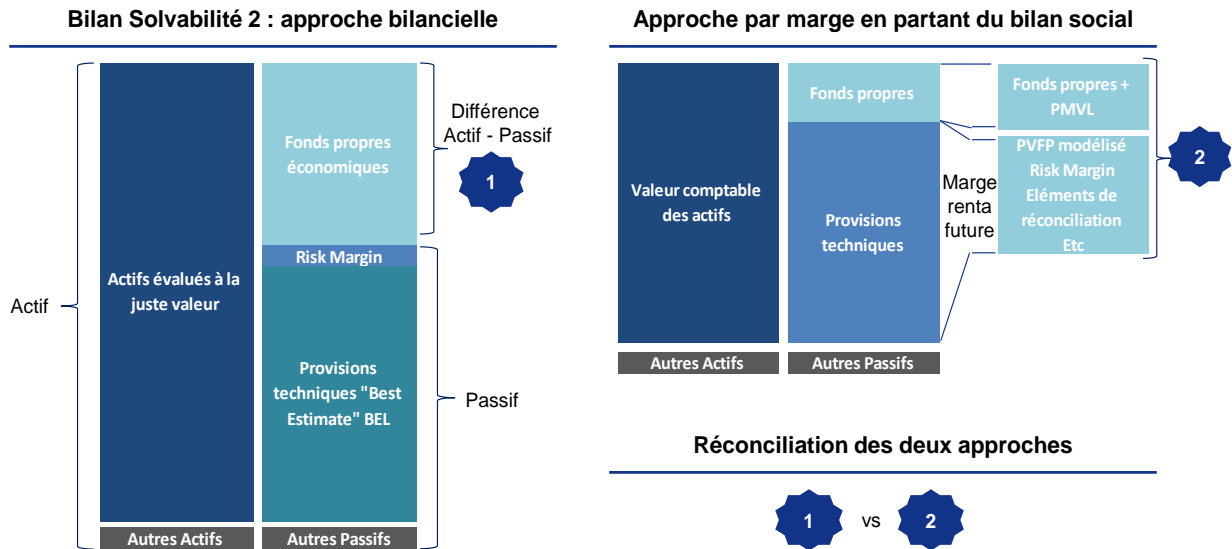 Bilan Solvabilité 2 : approche bilancielle
Actif
Actifs évalués à la
juste valeur
Autres Actifs
Fonds propres
économiques
Risk Margin
Provisions
techniques "Best
Estimate" BEL
Autres Passifs
Différence
Actif - Passif
1
Passif
Approche par marge en partant du bilan social
Valeur comptable
des actifs
Autres Actifs
Fonds propres
Provisions
techniques
Autres Passifs
Marge
renta
future
Fonds propres +
PMVL
PVFP modélisé
Risk Margin
Eléments de
réconciliation
Etc
2
Réconciliation des deux approches
1
vs
2